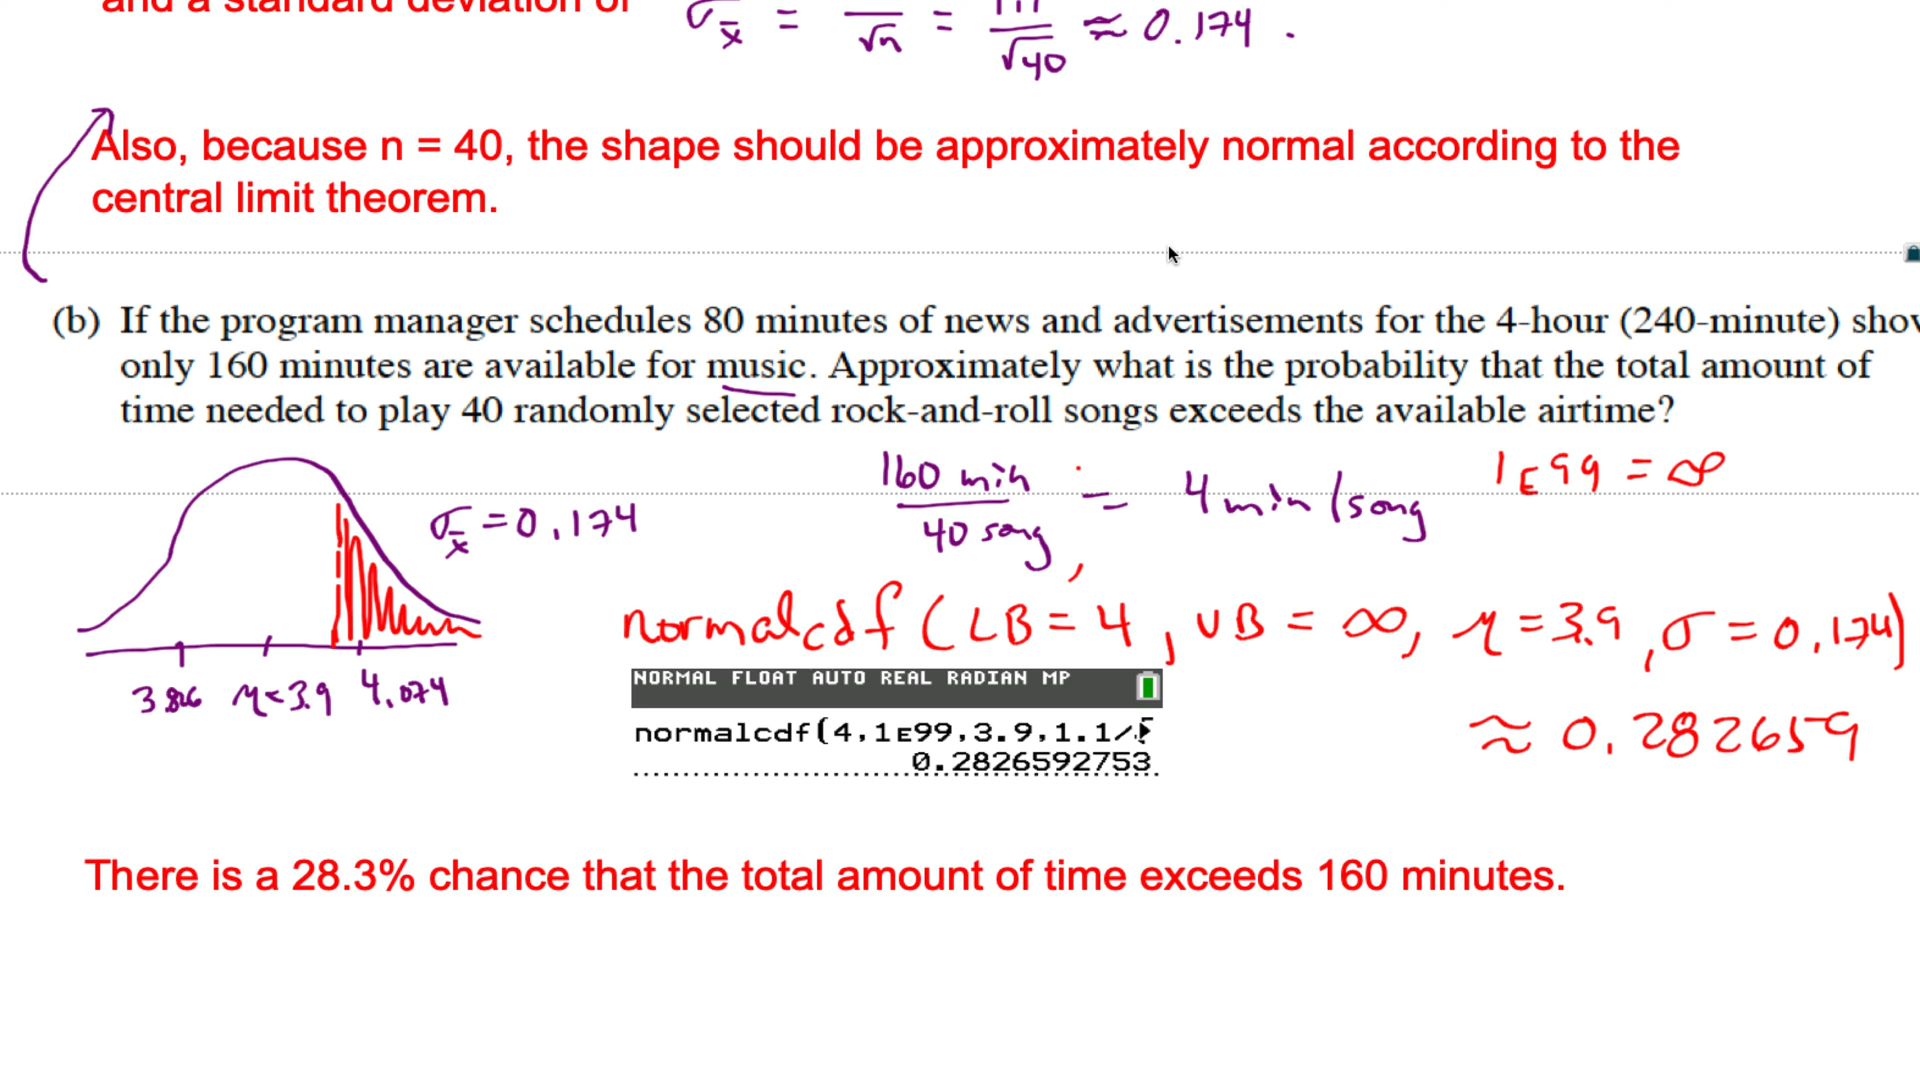 and a standard deviation of σx̄ = / √n = 1.1 / √40 ≈ 0.174 .
Also, because n = 40, the shape should be approximately normal according to the
central limit theorem.
(b) If the program manager schedules 80 minutes of news and advertisements for the 4-hour (240-minute) show
only 160 minutes are available for music. Approximately what is the probability that the total amount of
time needed to play 40 randomly selected rock-and-roll songs exceeds the available airtime?
160 min / 40 song = 4 min/song
1E99 = ∞
σx̄ = 0.174
normalcdf (LB = 4, UB = ∞, μ = 3.9, σ = 0.174)
3.826 μ = 3.9 4.074
NORMAL FLOAT AUTO REAL RADIAN MP
normalcdf(4,1E99,3.9,1.1/√
0.2826592753
≈ 0.282659
There is a 28.3% chance that the total amount of time exceeds 160 minutes.